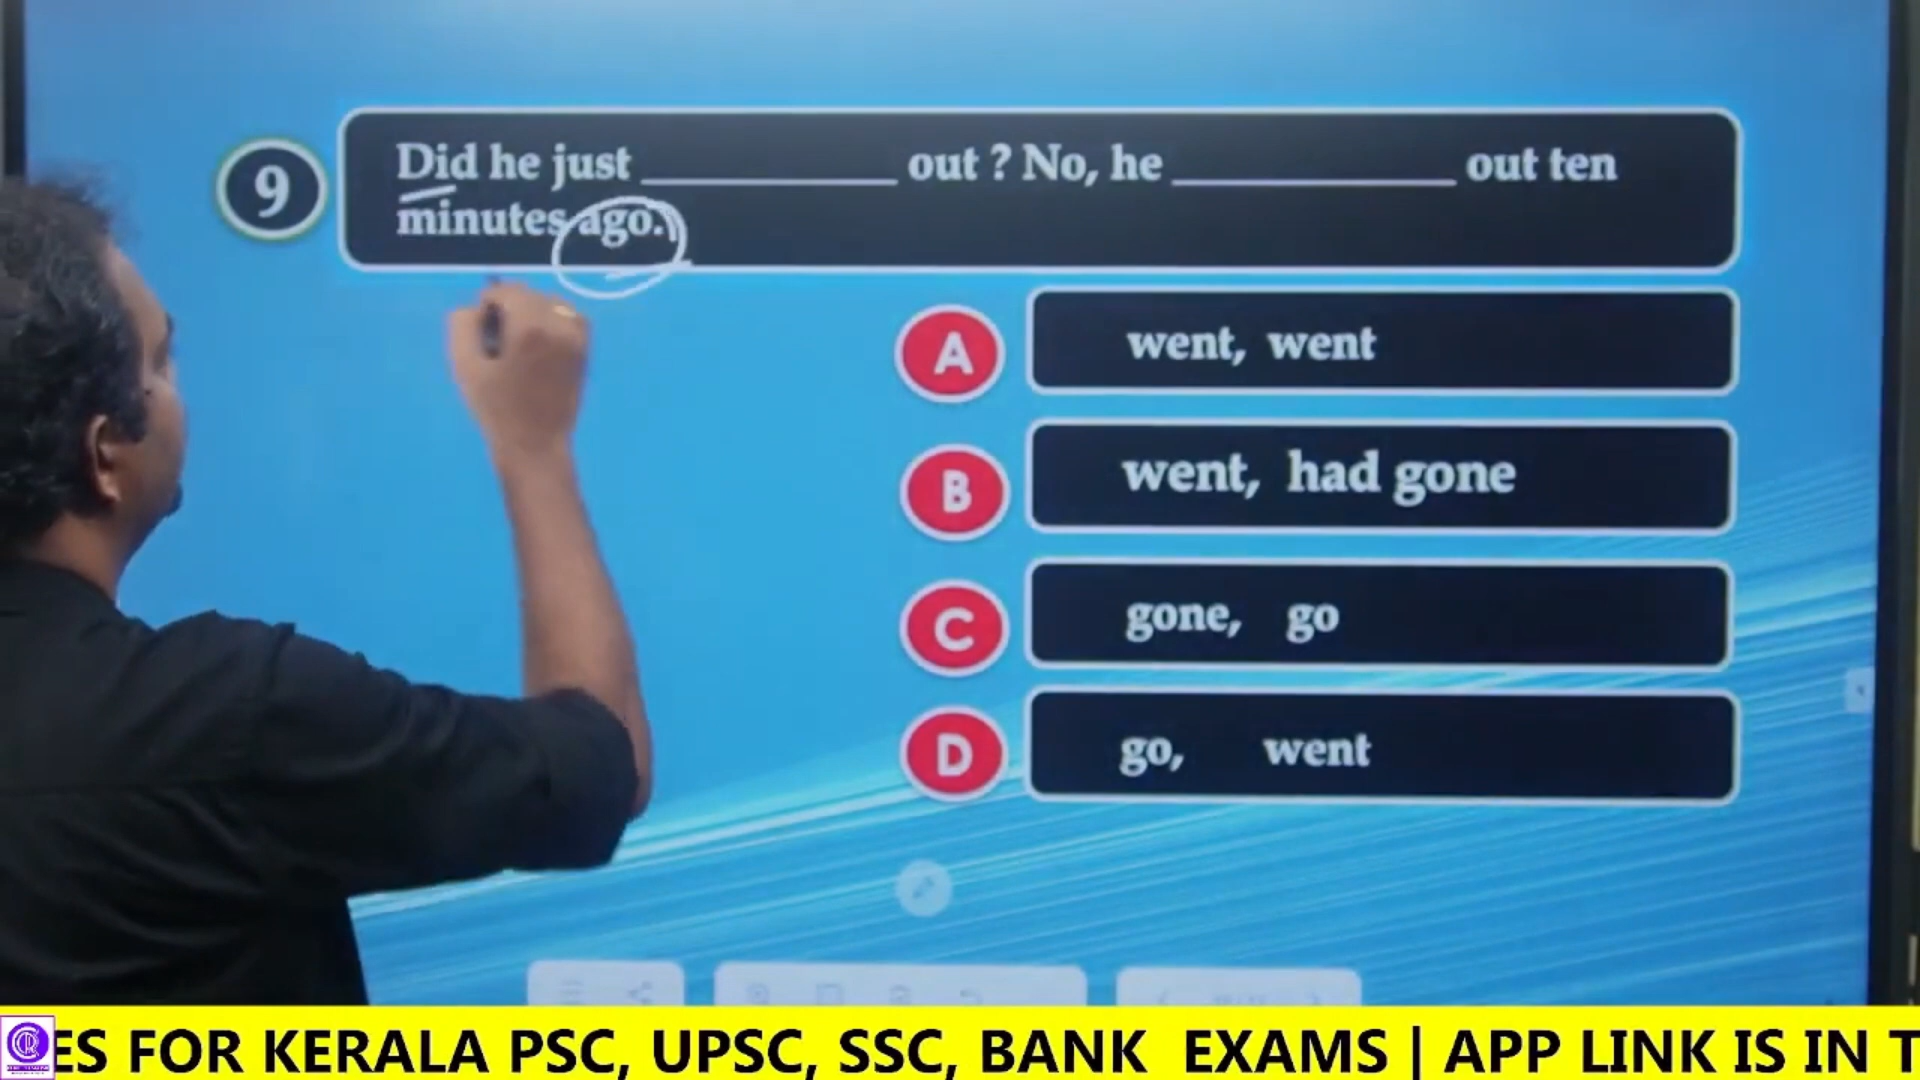 9
Did he just ____________ out ? No, he ____________ out ten
minutes ago.
A
went, went
B
went, had gone
C
gone, go
D
go, went
ES FOR KERALA PSC, UPSC, SSC, BANK EXAMS | APP LINK IS IN T